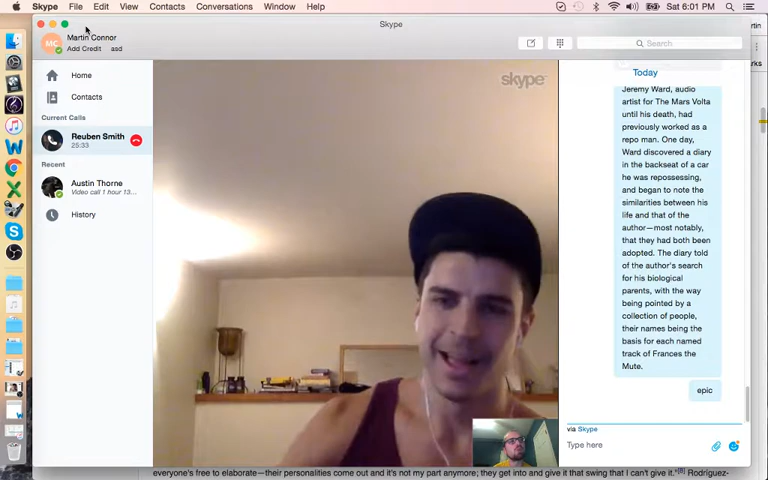 Skype File Edit View Contacts Conversations Window Help
Sat 6:01 PM
Skype
Martin Connor
Add Credit asd
Search
Home
Contacts
Current Calls
Reuben Smith
25:33
Recent
Austin Thorne
Video call 1 hour 13...
History
skype
Today
Jeremy Ward, audio
artist for The Mars Volta
until his death, had
previously worked as a
repo man. One day,
Ward discovered a diary
in the backseat of a car
he was repossessing,
and began to note the
similarities between his
life and that of the
author—most notably,
that they had both been
adopted. The diary told
of the author's search
for his biological
parents, with the way
being pointed by a
collection of people,
their names being the
basis for each named
track of Frances the
Mute.
epic
via Skype
Type here
everyone's free to elaborate—their personalities come out and it's not my part anymore; they get into and give it that swing that I can't give it."[8] Rodríguez-